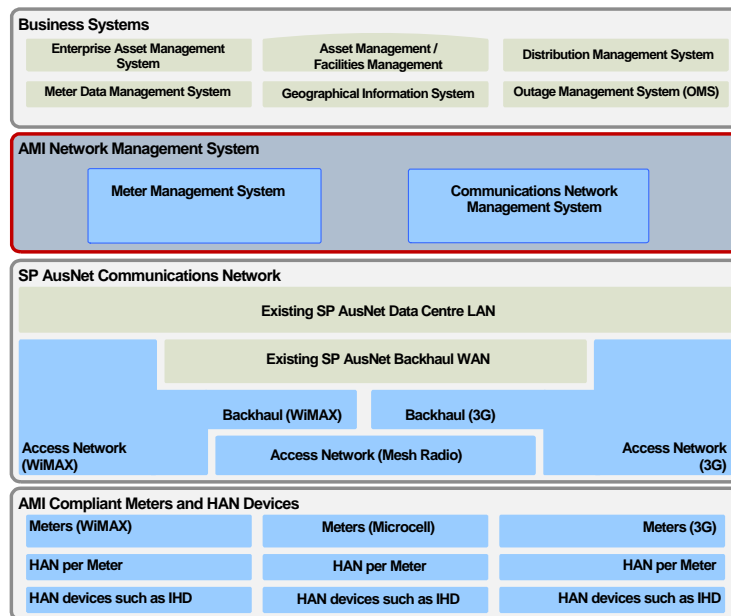 Business Systems
Enterprise Asset Management
System
Asset Management /
Facilities Management
Distribution Management System
Meter Data Management System
Geographical Information System
Outage Management System (OMS)
AMI Network Management System
Meter Management System
Communications Network
Management System
SP AusNet Communications Network
Existing SP AusNet Data Centre LAN
Existing SP AusNet Backhaul WAN
Backhaul (WiMAX)
Backhaul (3G)
Access Network
(WiMAX)
Access Network (Mesh Radio)
Access Network
(3G)
AMI Compliant Meters and HAN Devices
Meters (WiMAX)
Meters (Microcell)
Meters (3G)
HAN per Meter
HAN per Meter
HAN per Meter
HAN devices such as IHD
HAN devices such as IHD
HAN devices such as IHD